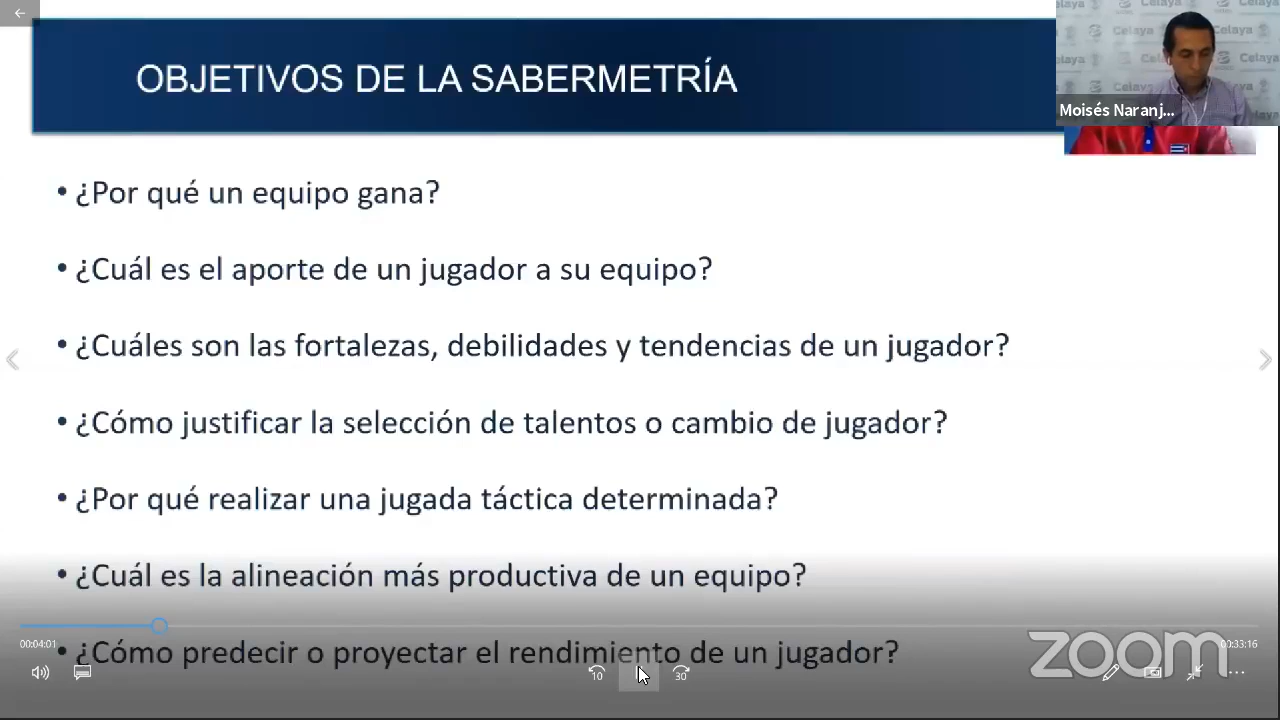 OBJETIVOS DE LA SABERMETRÍA
Celaya
Moisés Naranj...
• ¿Por qué un equipo gana?
• ¿Cuál es el aporte de un jugador a su equipo?
• ¿Cuáles son las fortalezas, debilidades y tendencias de un jugador?
• ¿Cómo justificar la selección de talentos o cambio de jugador?
• ¿Por qué realizar una jugada táctica determinada?
• ¿Cuál es la alineación más productiva de un equipo?
• ¿Cómo predecir o proyectar el rendimiento de un jugador?
00:04:01
00:33:16
zoom
10
30